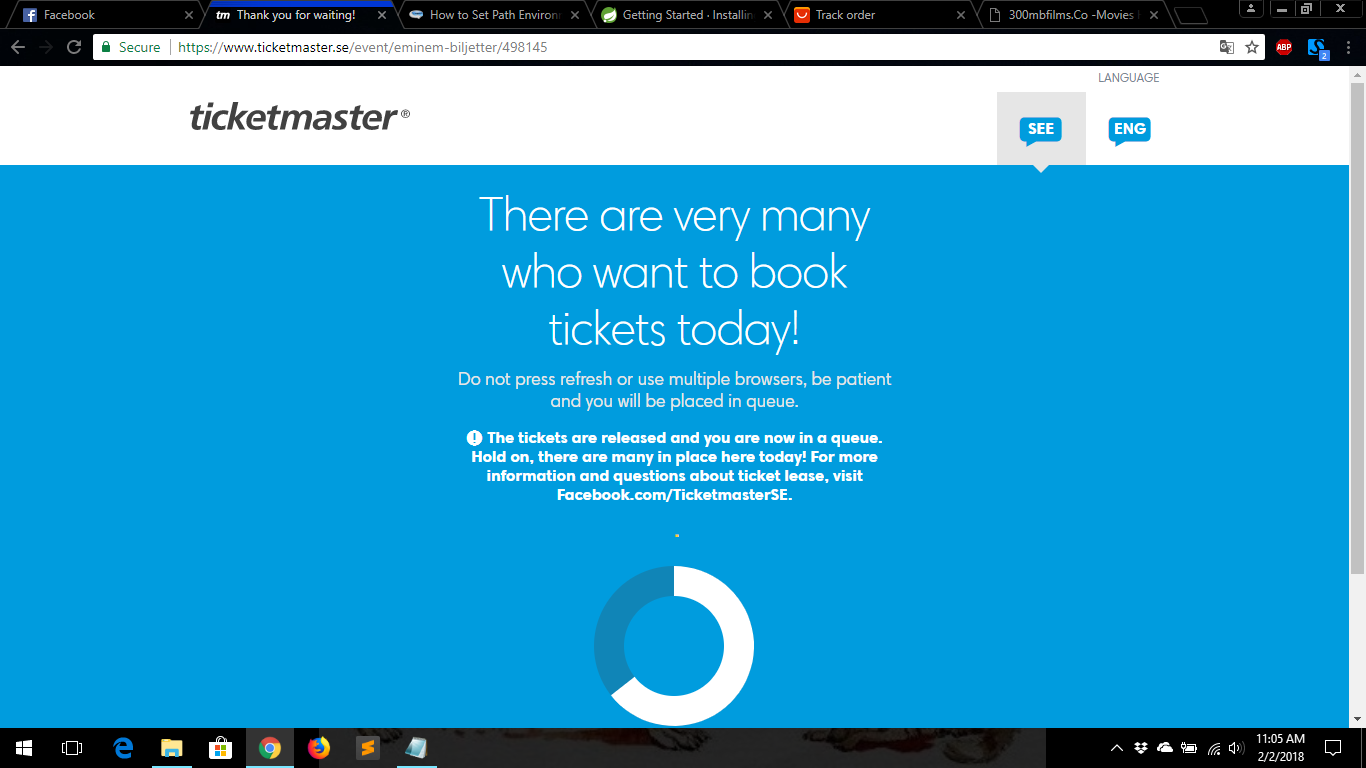 Facebook
tm Thank you for waiting!
How to Set Path Environm
Getting Started · Installin
Track order
300mbfilms.Co -Movies
Secure
https://www.ticketmaster.se/event/eminem-biljetter/498145
ABP
2
LANGUAGE
ticketmaster®
SEE
ENG
There are very many
who want to book
tickets today!
Do not press refresh or use multiple browsers, be patient
and you will be placed in queue.
The tickets are released and you are now in a queue.
Hold on, there are many in place here today! For more
information and questions about ticket lease, visit
Facebook.com/TicketmasterSE.
11:05 AM
2/2/2018